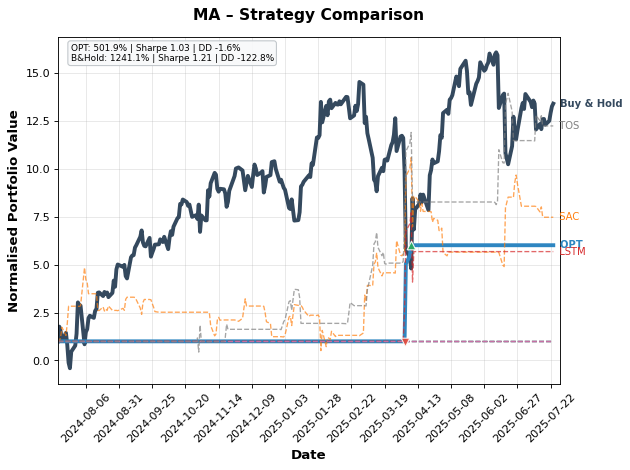 MA – Strategy Comparison
OPT: 501.9% | Sharpe 1.03 | DD -1.6%
B&Hold: 1241.1% | Sharpe 1.21 | DD -122.8%
Normalised Portfolio Value
15.0
12.5
10.0
7.5
5.0
2.5
0.0
Buy & Hold
TOS
SAC
OPT
LSTM
2024-08-06
2024-08-31
2024-09-25
2024-10-20
2024-11-14
2024-12-09
2025-01-03
2025-01-28
2025-02-22
2025-03-19
2025-04-13
2025-05-08
2025-06-02
2025-06-27
2025-07-22
Date